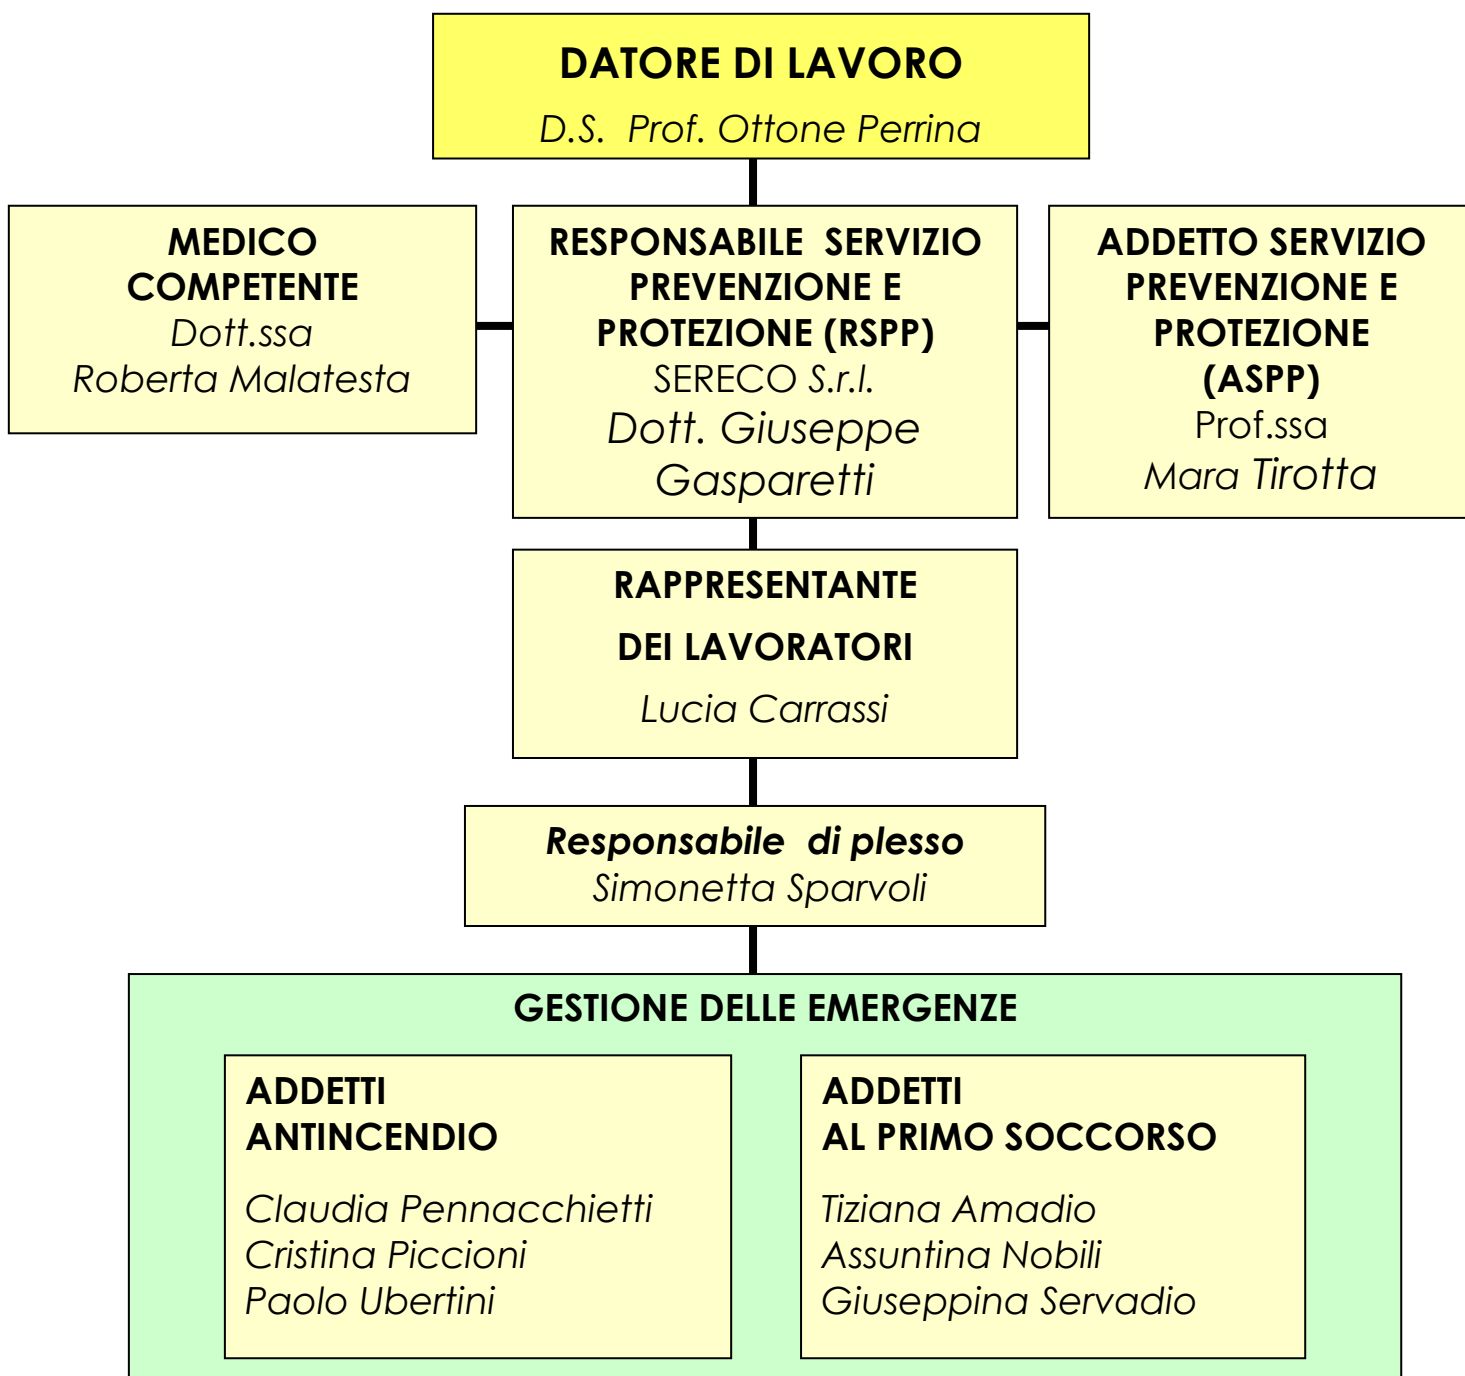 DATORE DI LAVORO
D.S. Prof. Ottone Perrina
MEDICO
COMPETENTE
Dott.ssa
Roberta Malatesta
RESPONSABILE SERVIZIO
PREVENZIONE E
PROTEZIONE (RSPP)
SERECO S.r.l.
Dott. Giuseppe
Gasparetti
ADDETTO SERVIZIO
PREVENZIONE E
PROTEZIONE
(ASPP)
Prof.ssa
Mara Tirotta
RAPPRESENTANTE
DEI LAVORATORI
Lucia Carrassi
Responsabile di plesso
Simonetta Sparvoli
GESTIONE DELLE EMERGENZE
ADDETTI
ANTINCENDIO
Claudia Pennacchietti
Cristina Piccioni
Paolo Ubertini
ADDETTI
AL PRIMO SOCCORSO
Tiziana Amadio
Assuntina Nobili
Giuseppina Servadio